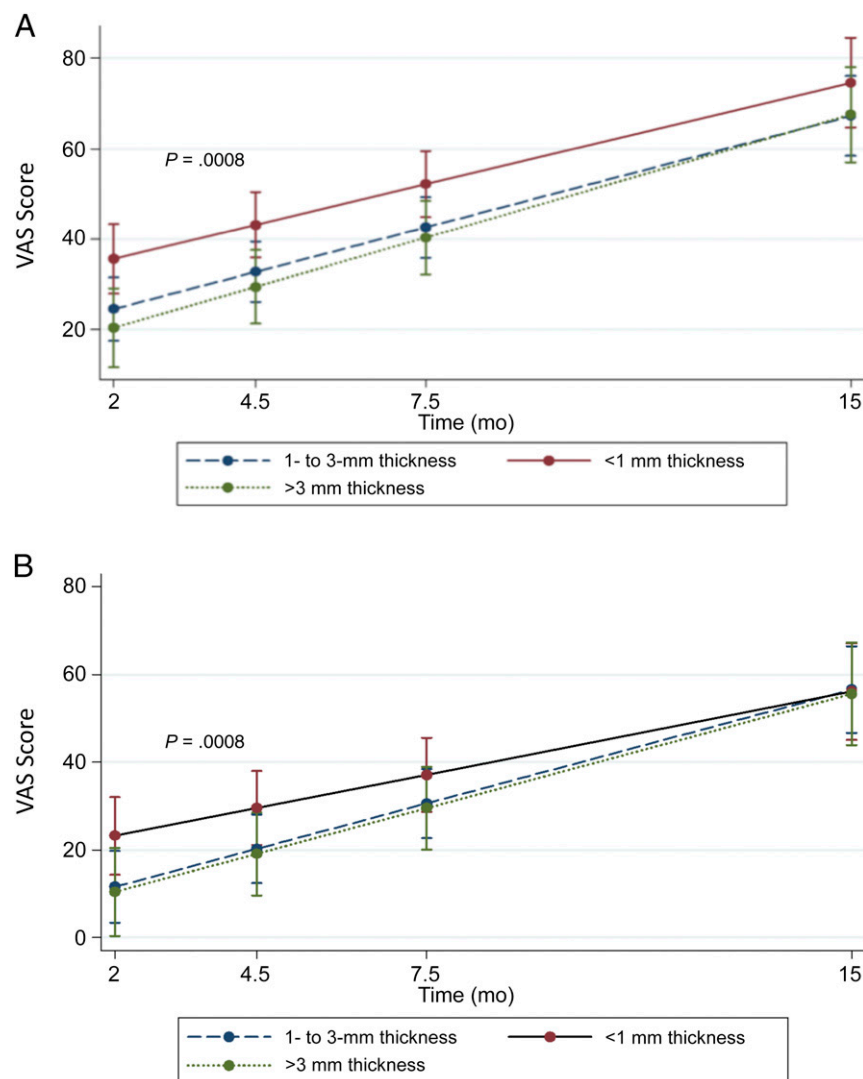 A
80
60
40
20
VAS Score
P = .0008
2 4.5 7.5 15
Time (mo)
1- to 3-mm thickness <1 mm thickness
>3 mm thickness
B
80
60
40
20
0
VAS Score
P = .0008
2 4.5 7.5 15
Time (mo)
1- to 3-mm thickness <1 mm thickness
>3 mm thickness